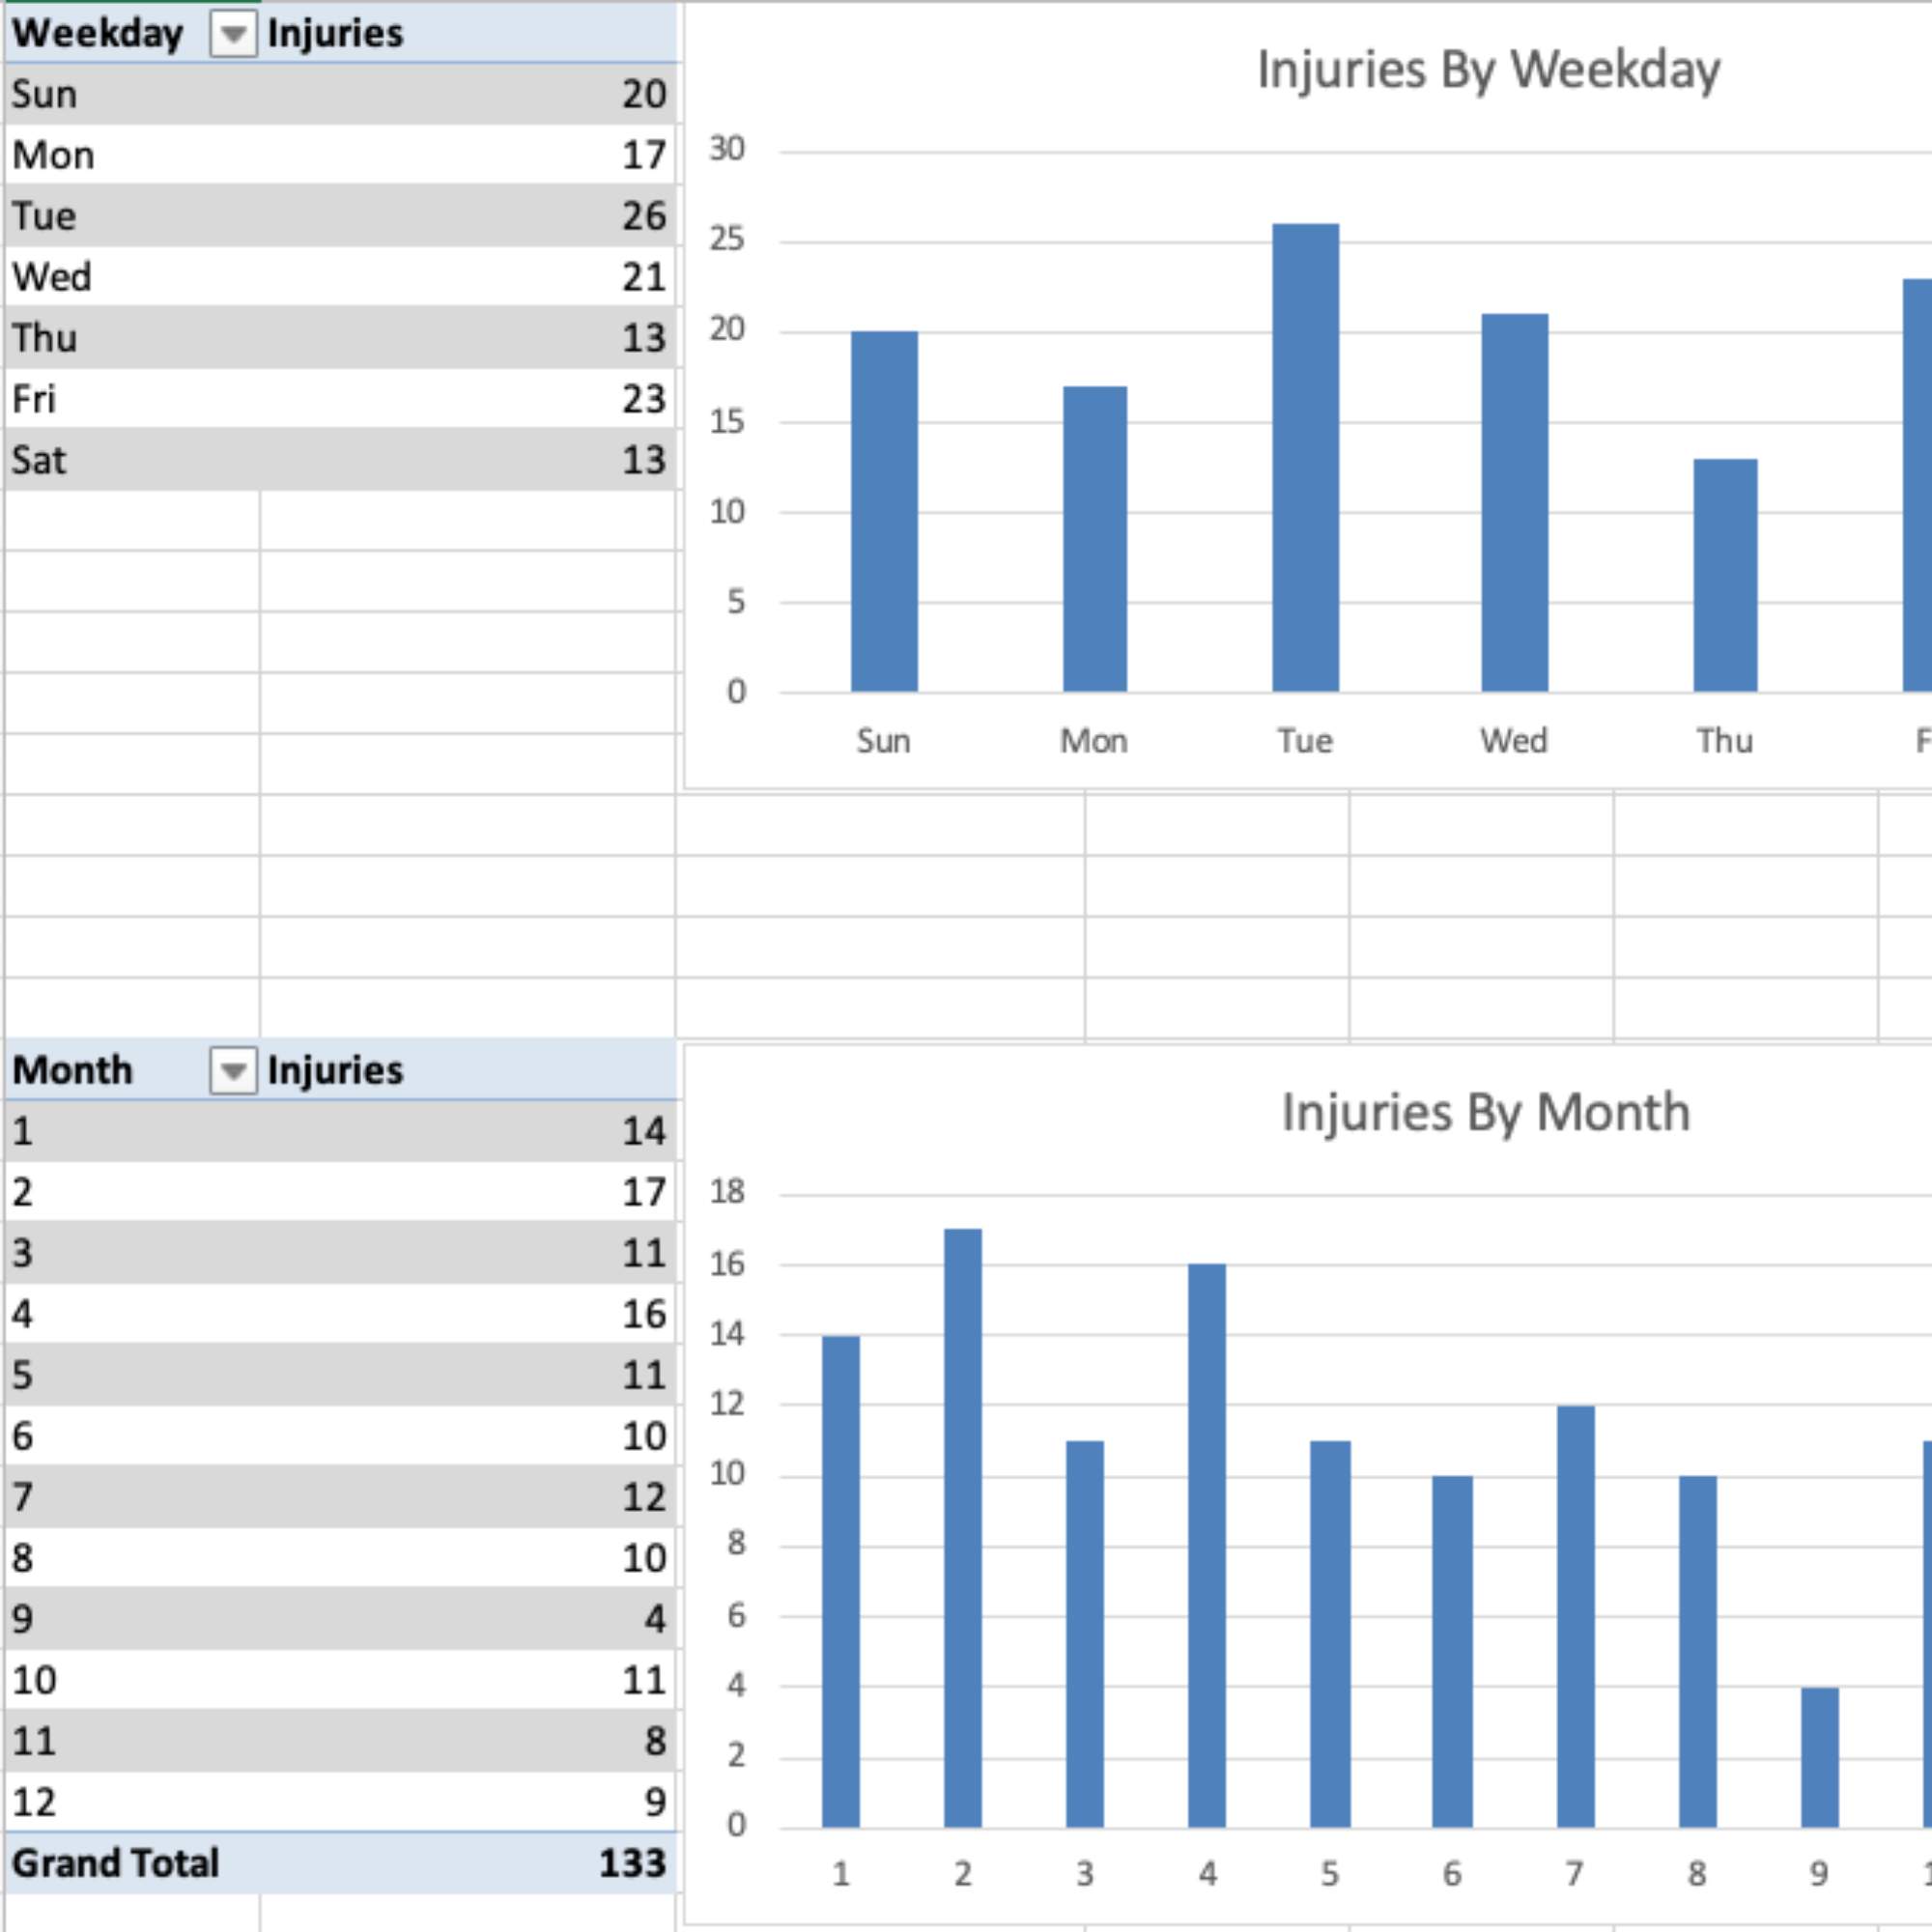 Weekday Injuries
Sun 20
Mon 17
Tue 26
Wed 21
Thu 13
Fri 23
Sat 13
Injuries By Weekday
30
25
20
15
10
5
0
Sun Mon Tue Wed Thu F
Month Injuries
1 14
2 17
3 11
4 16
5 11
6 10
7 12
8 10
9 4
10 11
11 8
12 9
Grand Total 133
Injuries By Month
18
16
14
12
10
8
6
4
2
0
1 2 3 4 5 6 7 8 9 1